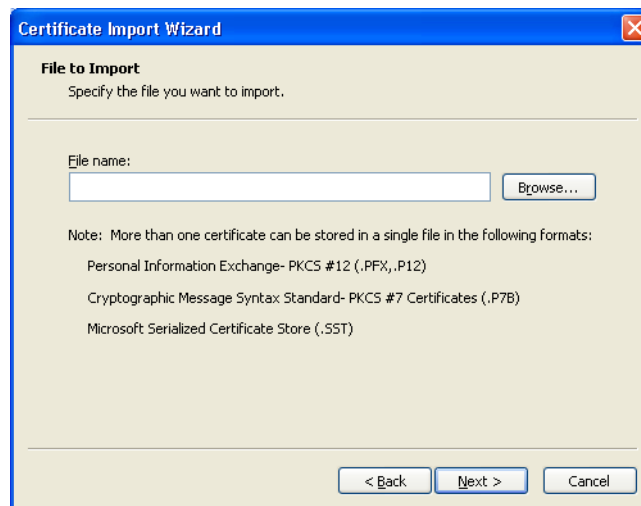 Certificate Import Wizard
File to Import
Specify the file you want to import.
File name:
Browse...
Note: More than one certificate can be stored in a single file in the following formats:
Personal Information Exchange- PKCS #12 (.PFX,.P12)
Cryptographic Message Syntax Standard- PKCS #7 Certificates (.P7B)
Microsoft Serialized Certificate Store (.SST)
< Back Next > Cancel